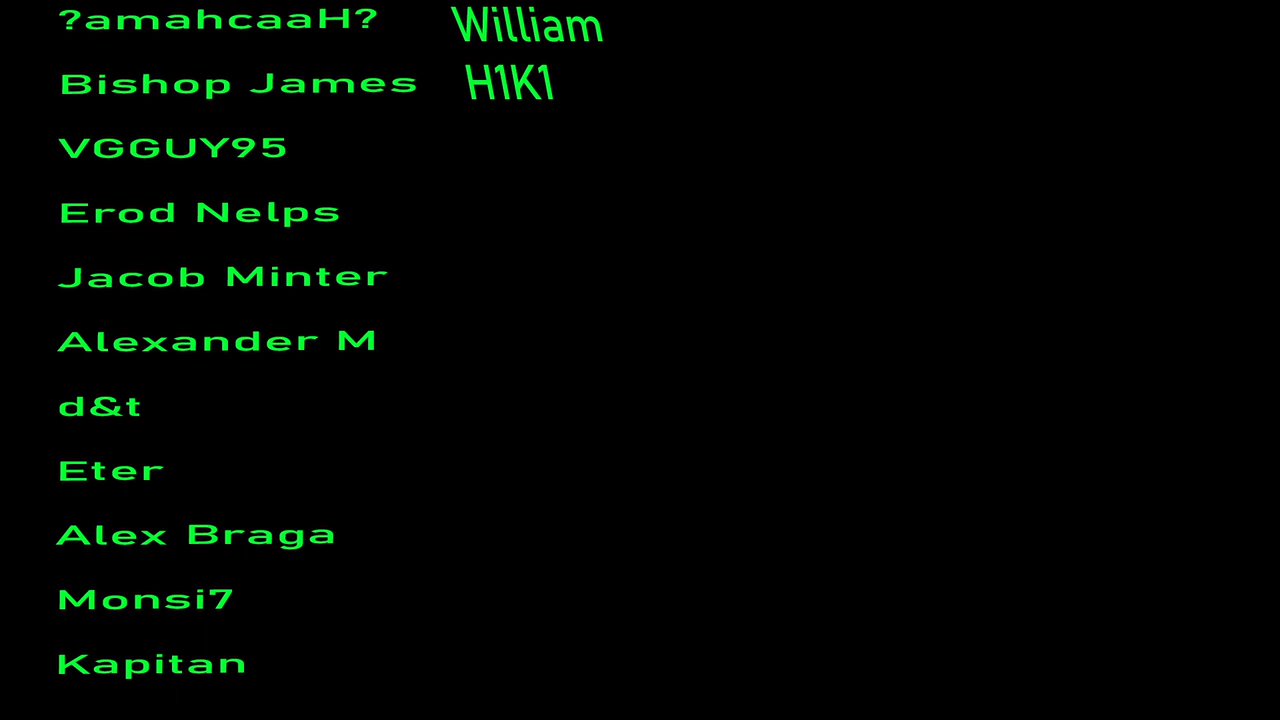 ?amahcaaH?
Bishop James
VGGUY95
Erod Nelps
Jacob Minter
Alexander M
d&t
Eter
Alex Braga
Monsi7
Kapitan
William
H1K1